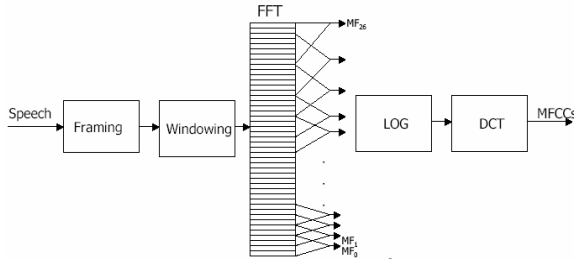 FFT
MF26
Speech
Framing
Windowing
LOG
DCT
MFCCs
MF1
MF0